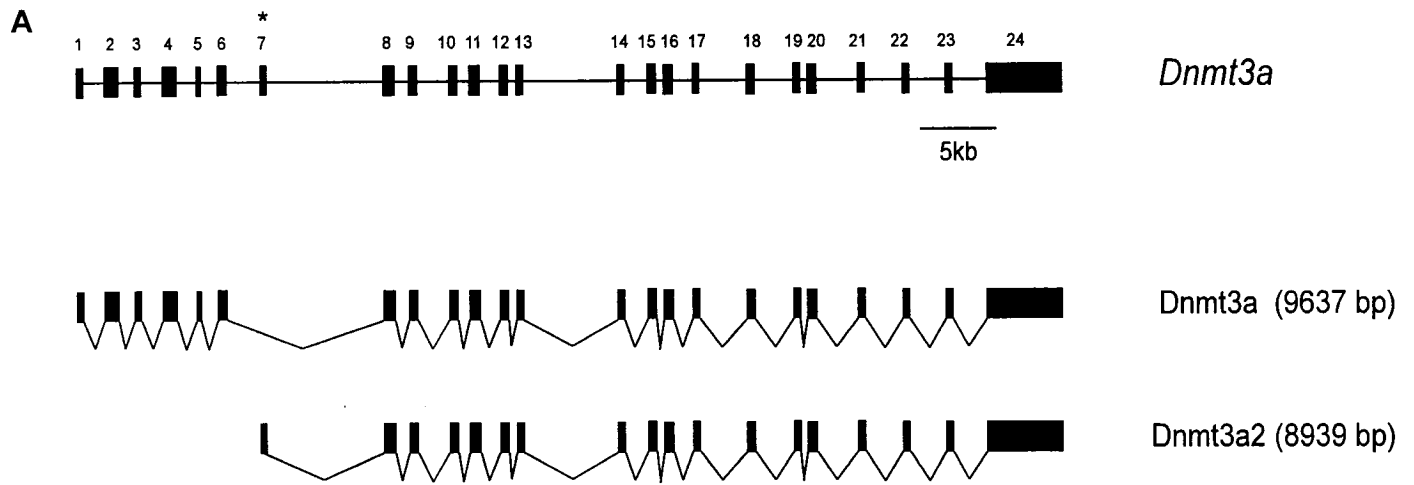 A
*
1 2 3 4 5 6 7 8 9 10 11 12 13 14 15 16 17 18 19 20 21 22 23 24
Dnmt3a
5kb
Dnmt3a (9637 bp)
Dnmt3a2 (8939 bp)